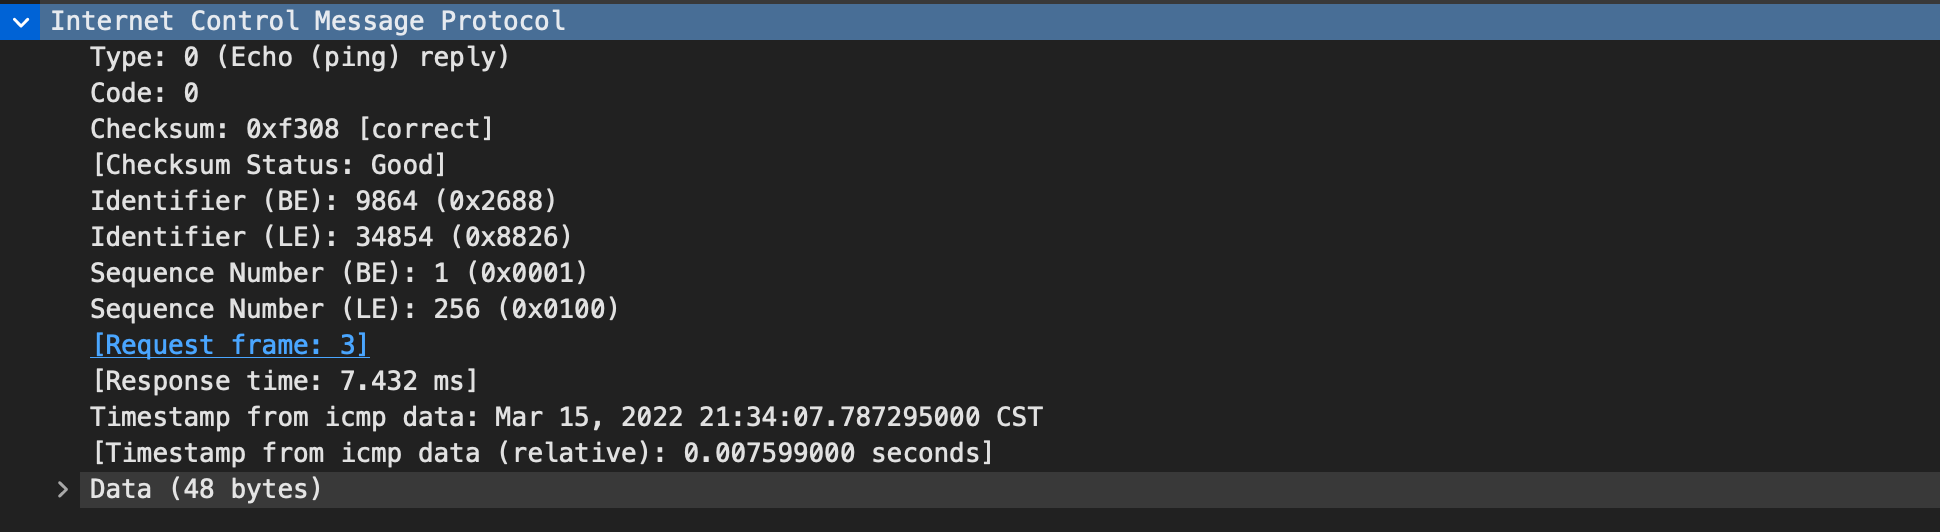 Internet Control Message Protocol
Type: 0 (Echo (ping) reply)
Code: 0
Checksum: 0xf308 [correct]
[Checksum Status: Good]
Identifier (BE): 9864 (0x2688)
Identifier (LE): 34854 (0x8826)
Sequence Number (BE): 1 (0x0001)
Sequence Number (LE): 256 (0x0100)
[Request frame: 3]
[Response time: 7.432 ms]
Timestamp from icmp data: Mar 15, 2022 21:34:07.787295000 CST
[Timestamp from icmp data (relative): 0.007599000 seconds]
Data (48 bytes)